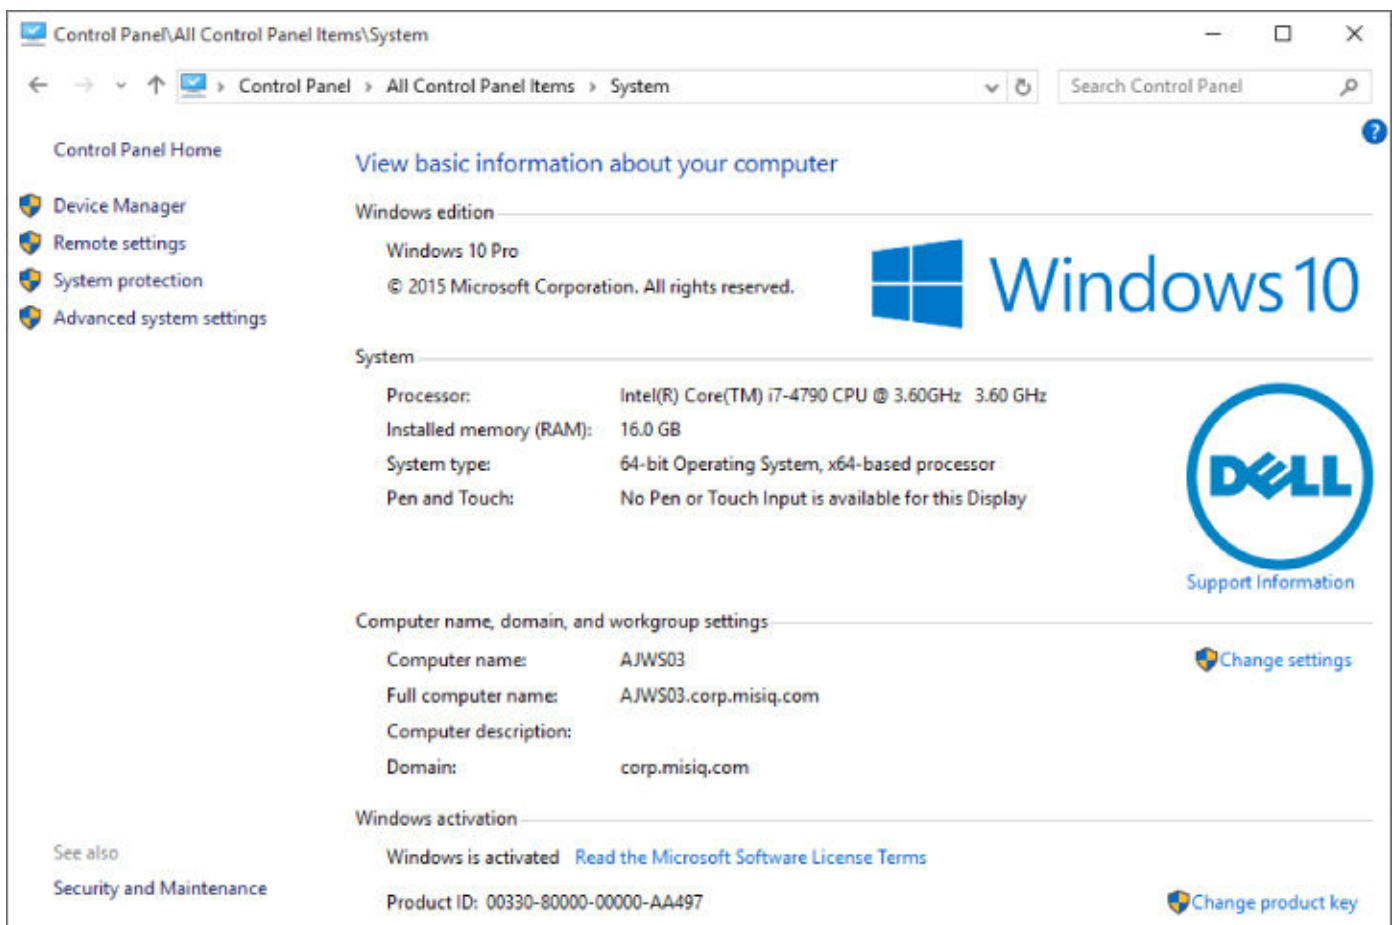 Control Panel\All Control Panel Items\System
Control Panel › All Control Panel Items › System
Search Control Panel
?
Control Panel Home
Device Manager
Remote settings
System protection
Advanced system settings
View basic information about your computer
Windows edition
Windows 10 Pro
© 2015 Microsoft Corporation. All rights reserved.
Windows 10
System
Processor: Intel(R) Core(TM) i7-4790 CPU @ 3.60GHz 3.60 GHz
Installed memory (RAM): 16.0 GB
System type: 64-bit Operating System, x64-based processor
Pen and Touch: No Pen or Touch Input is available for this Display
DELL
Support Information
Computer name, domain, and workgroup settings
Computer name: AJWS03
Change settings
Full computer name: AJWS03.corp.misiq.com
Computer description:
Domain: corp.misiq.com
Windows activation
Windows is activated Read the Microsoft Software License Terms
Product ID: 00330-80000-00000-AA497
Change product key
See also
Security and Maintenance